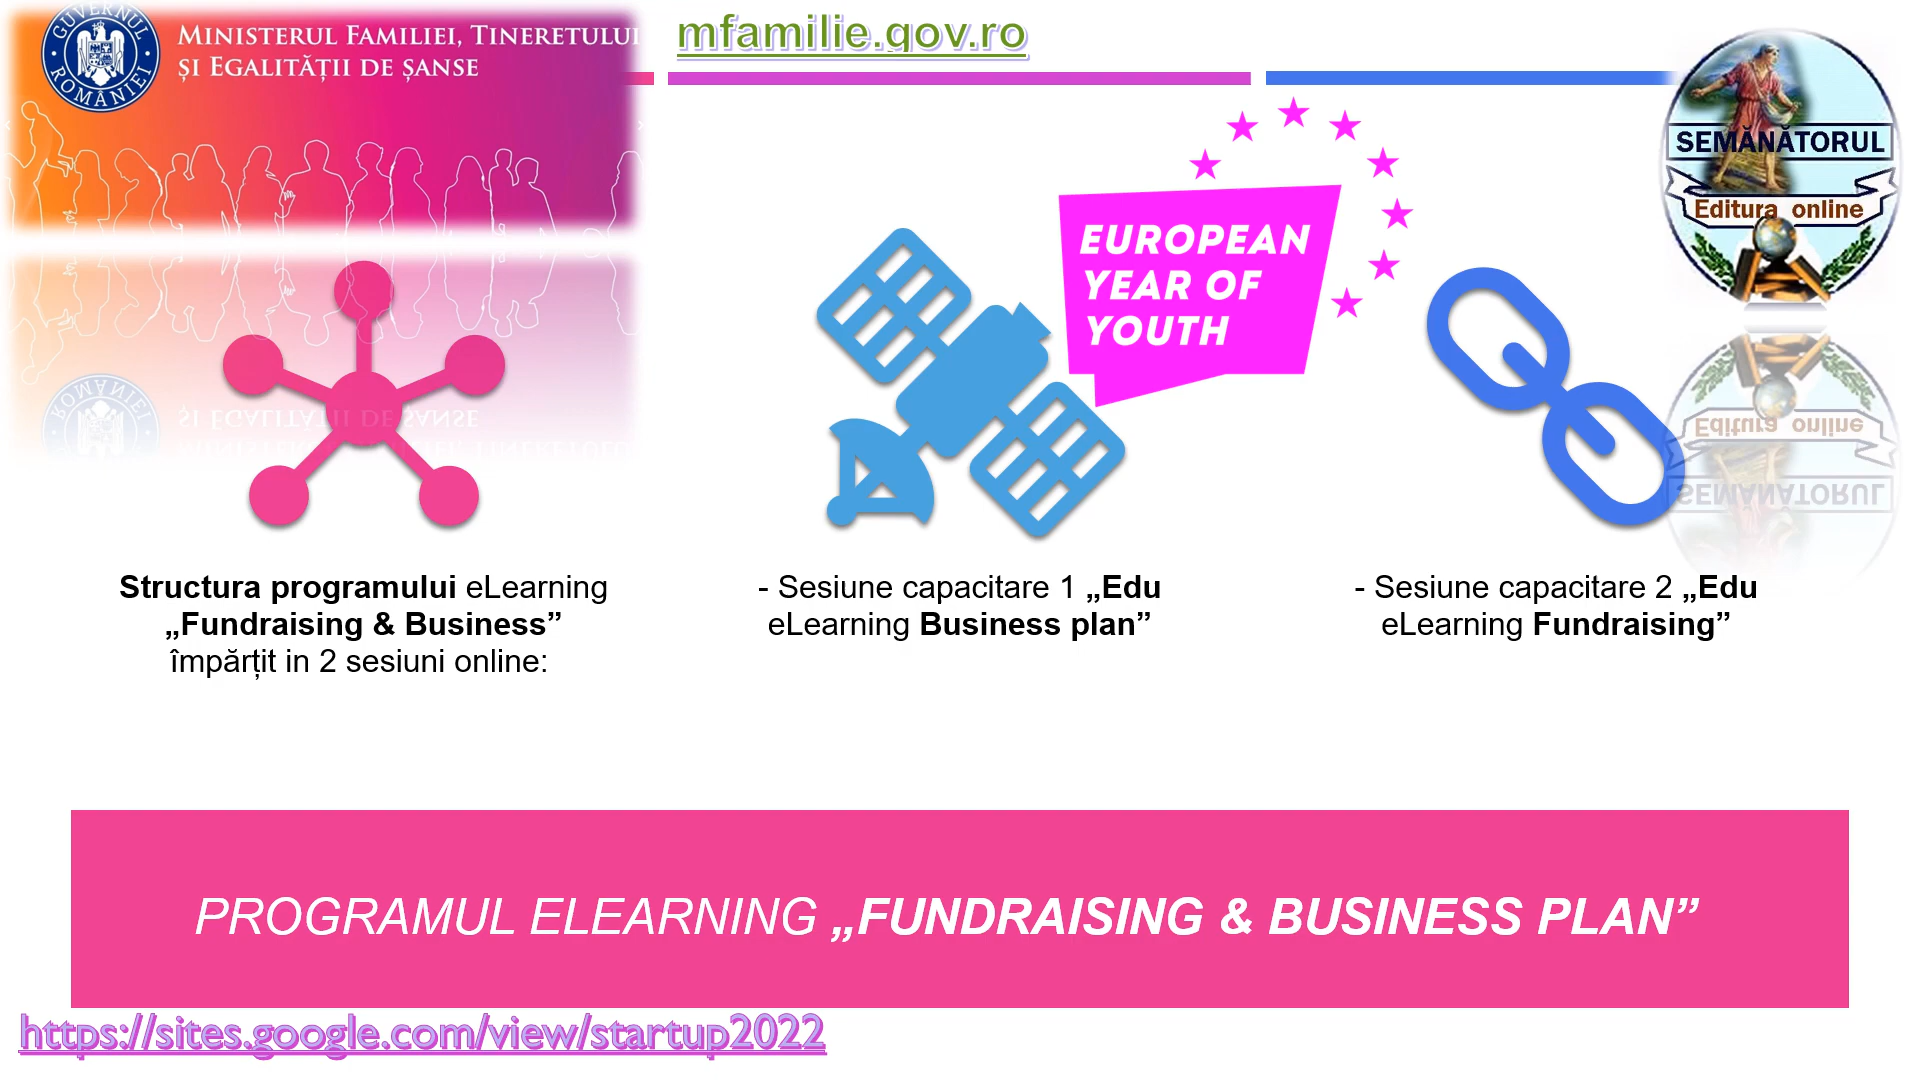 GUVERNUL ROMÂNIEI
MINISTERUL FAMILIEI, TINERETULUI
ȘI EGALITĂȚII DE ȘANSE
mfamilie.gov.ro
SEMĂNĂTORUL
Editura online
EUROPEAN
YEAR OF
YOUTH
Structura programului eLearning
„Fundraising & Business”
împărțit in 2 sesiuni online:
- Sesiune capacitare 1 „Edu
eLearning Business plan”
- Sesiune capacitare 2 „Edu
eLearning Fundraising”
PROGRAMUL ELEARNING „FUNDRAISING & BUSINESS PLAN”
https://sites.google.com/view/startup2022